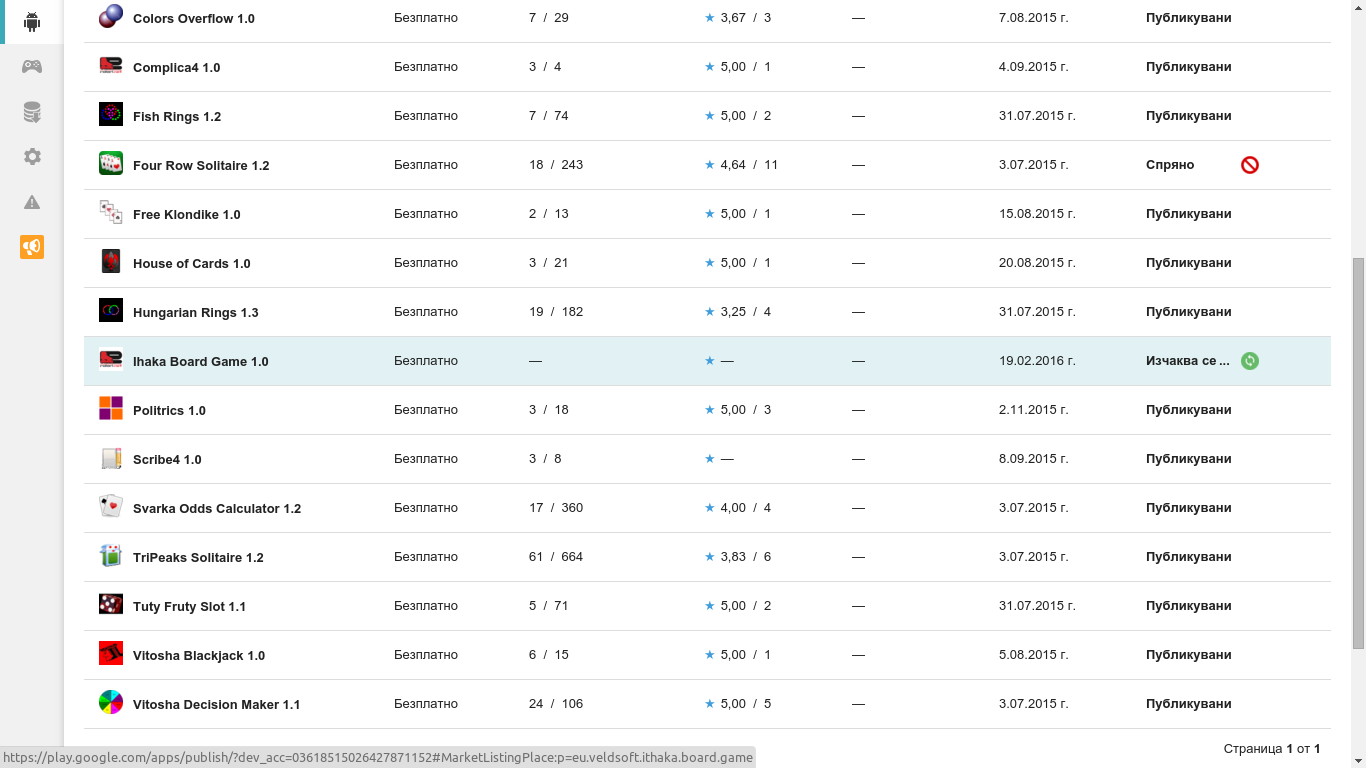 Colors Overflow 1.0 Безплатно 7 / 29 ★ 3,67 / 3 — 7.08.2015 г. Публикувани
Complica4 1.0 Безплатно 3 / 4 ★ 5,00 / 1 — 4.09.2015 г. Публикувани
Fish Rings 1.2 Безплатно 7 / 74 ★ 5,00 / 2 — 31.07.2015 г. Публикувани
Four Row Solitaire 1.2 Безплатно 18 / 243 ★ 4,64 / 11 — 3.07.2015 г. Спряно
Free Klondike 1.0 Безплатно 2 / 13 ★ 5,00 / 1 — 15.08.2015 г. Публикувани
House of Cards 1.0 Безплатно 3 / 21 ★ 5,00 / 1 — 20.08.2015 г. Публикувани
Hungarian Rings 1.3 Безплатно 19 / 182 ★ 3,25 / 4 — 31.07.2015 г. Публикувани
Ihaka Board Game 1.0 Безплатно — ★ — — 19.02.2016 г. Изчаква се ...
Politrics 1.0 Безплатно 3 / 18 ★ 5,00 / 3 — 2.11.2015 г. Публикувани
Scribe4 1.0 Безплатно 3 / 8 ★ — — 8.09.2015 г. Публикувани
Svarka Odds Calculator 1.2 Безплатно 17 / 360 ★ 4,00 / 4 — 3.07.2015 г. Публикувани
TriPeaks Solitaire 1.2 Безплатно 61 / 664 ★ 3,83 / 6 — 3.07.2015 г. Публикувани
Tuty Fruty Slot 1.1 Безплатно 5 / 71 ★ 5,00 / 2 — 31.07.2015 г. Публикувани
Vitosha Blackjack 1.0 Безплатно 6 / 15 ★ 5,00 / 1 — 5.08.2015 г. Публикувани
Vitosha Decision Maker 1.1 Безплатно 24 / 106 ★ 5,00 / 5 — 3.07.2015 г. Публикувани
Страница 1 от 1
https://play.google.com/apps/publish/?dev_acc=03618515026427871152#MarketListingPlace:p=eu.veldsoft.ithaka.board.game